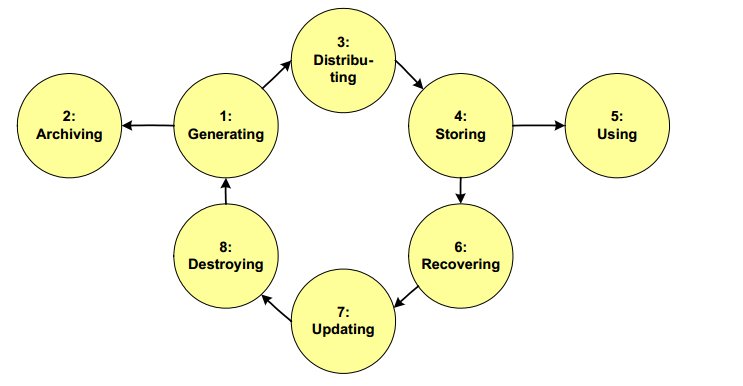 3:
Distribu-
ting
2:
Archiving
1:
Generating
4:
Storing
5:
Using
8:
Destroying
6:
Recovering
7:
Updating